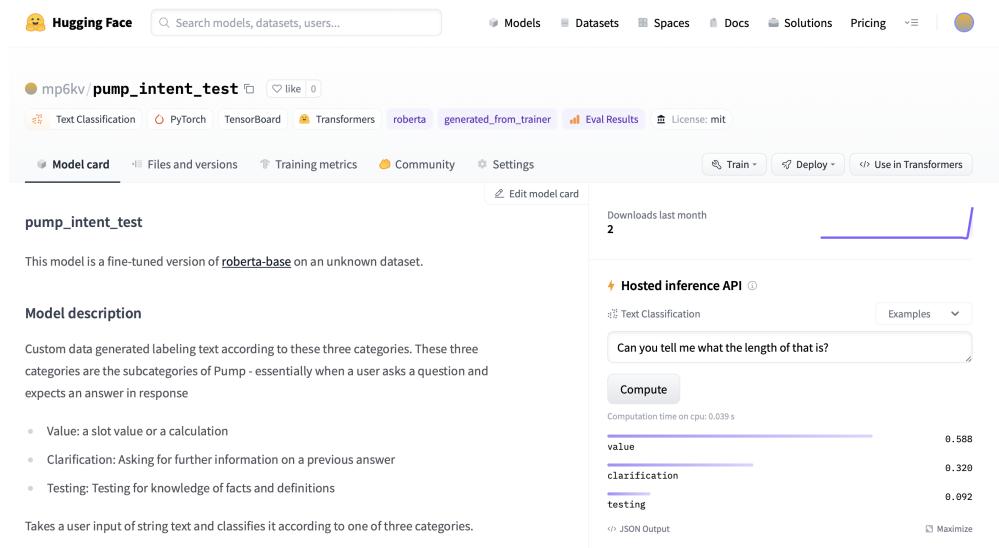 Hugging Face
Search models, datasets, users...
Models
Datasets
Spaces
Docs
Solutions
Pricing
mp6kv/pump_intent_test
like 0
Text Classification
PyTorch
TensorBoard
Transformers
roberta
generated_from_trainer
Eval Results
License: mit
Model card
Files and versions
Training metrics
Community
Settings
Train
Deploy
</> Use in Transformers
Edit model card
pump_intent_test
This model is a fine-tuned version of roberta-base on an unknown dataset.
Model description
Custom data generated labeling text according to these three categories. These three
categories are the subcategories of Pump - essentially when a user asks a question and
expects an answer in response
Value: a slot value or a calculation
Clarification: Asking for further information on a previous answer
Testing: Testing for knowledge of facts and definitions
Takes a user input of string text and classifies it according to one of three categories.
Downloads last month
2
Hosted inference API
Text Classification
Examples
Can you tell me what the length of that is?
Compute
Computation time on cpu: 0.039 s
value 0.588
clarification 0.320
testing 0.092
</> JSON Output
Maximize